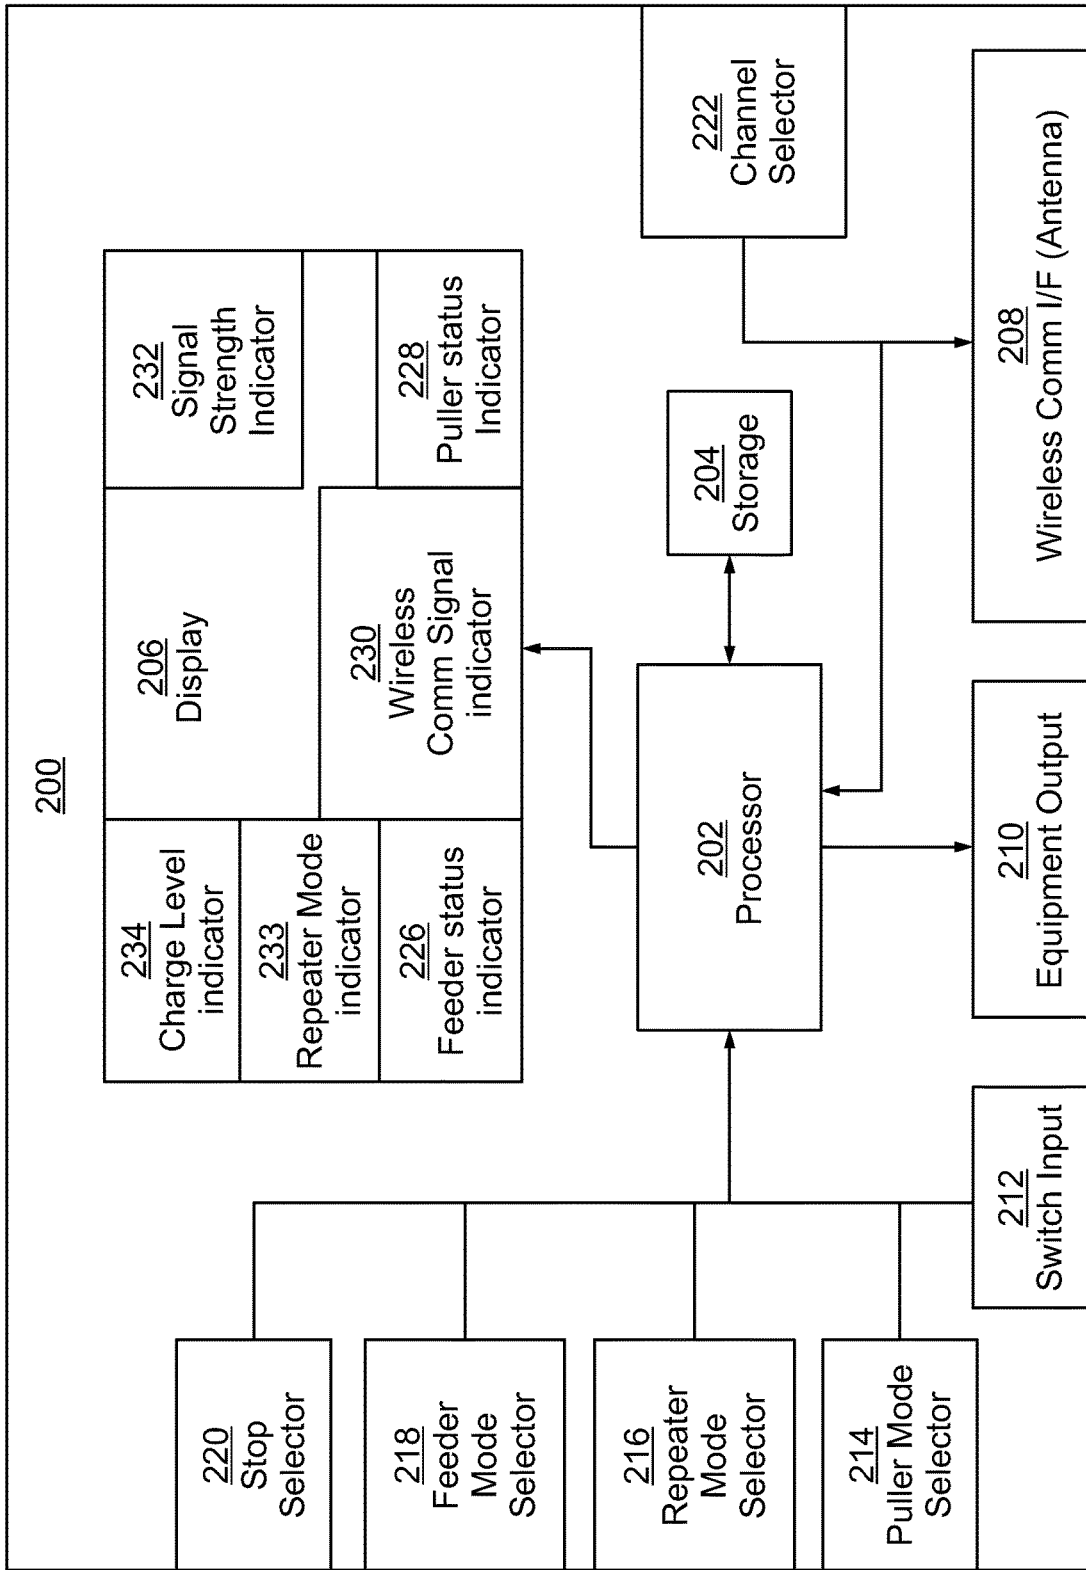 200
234
Charge Level
indicator
233
Repeater Mode
indicator
226
Feeder status
indicator
206
Display
230
Wireless
Comm Signal
indicator
232
Signal
Strength
Indicator
228
Puller status
Indicator
220
Stop
Selector
218
Feeder
Mode
Selector
216
Repeater
Mode
Selector
214
Puller Mode
Selector
202
Processor
204
Storage
222
Channel
Selector
212
Switch Input
210
Equipment Output
208
Wireless Comm I/F (Antenna)